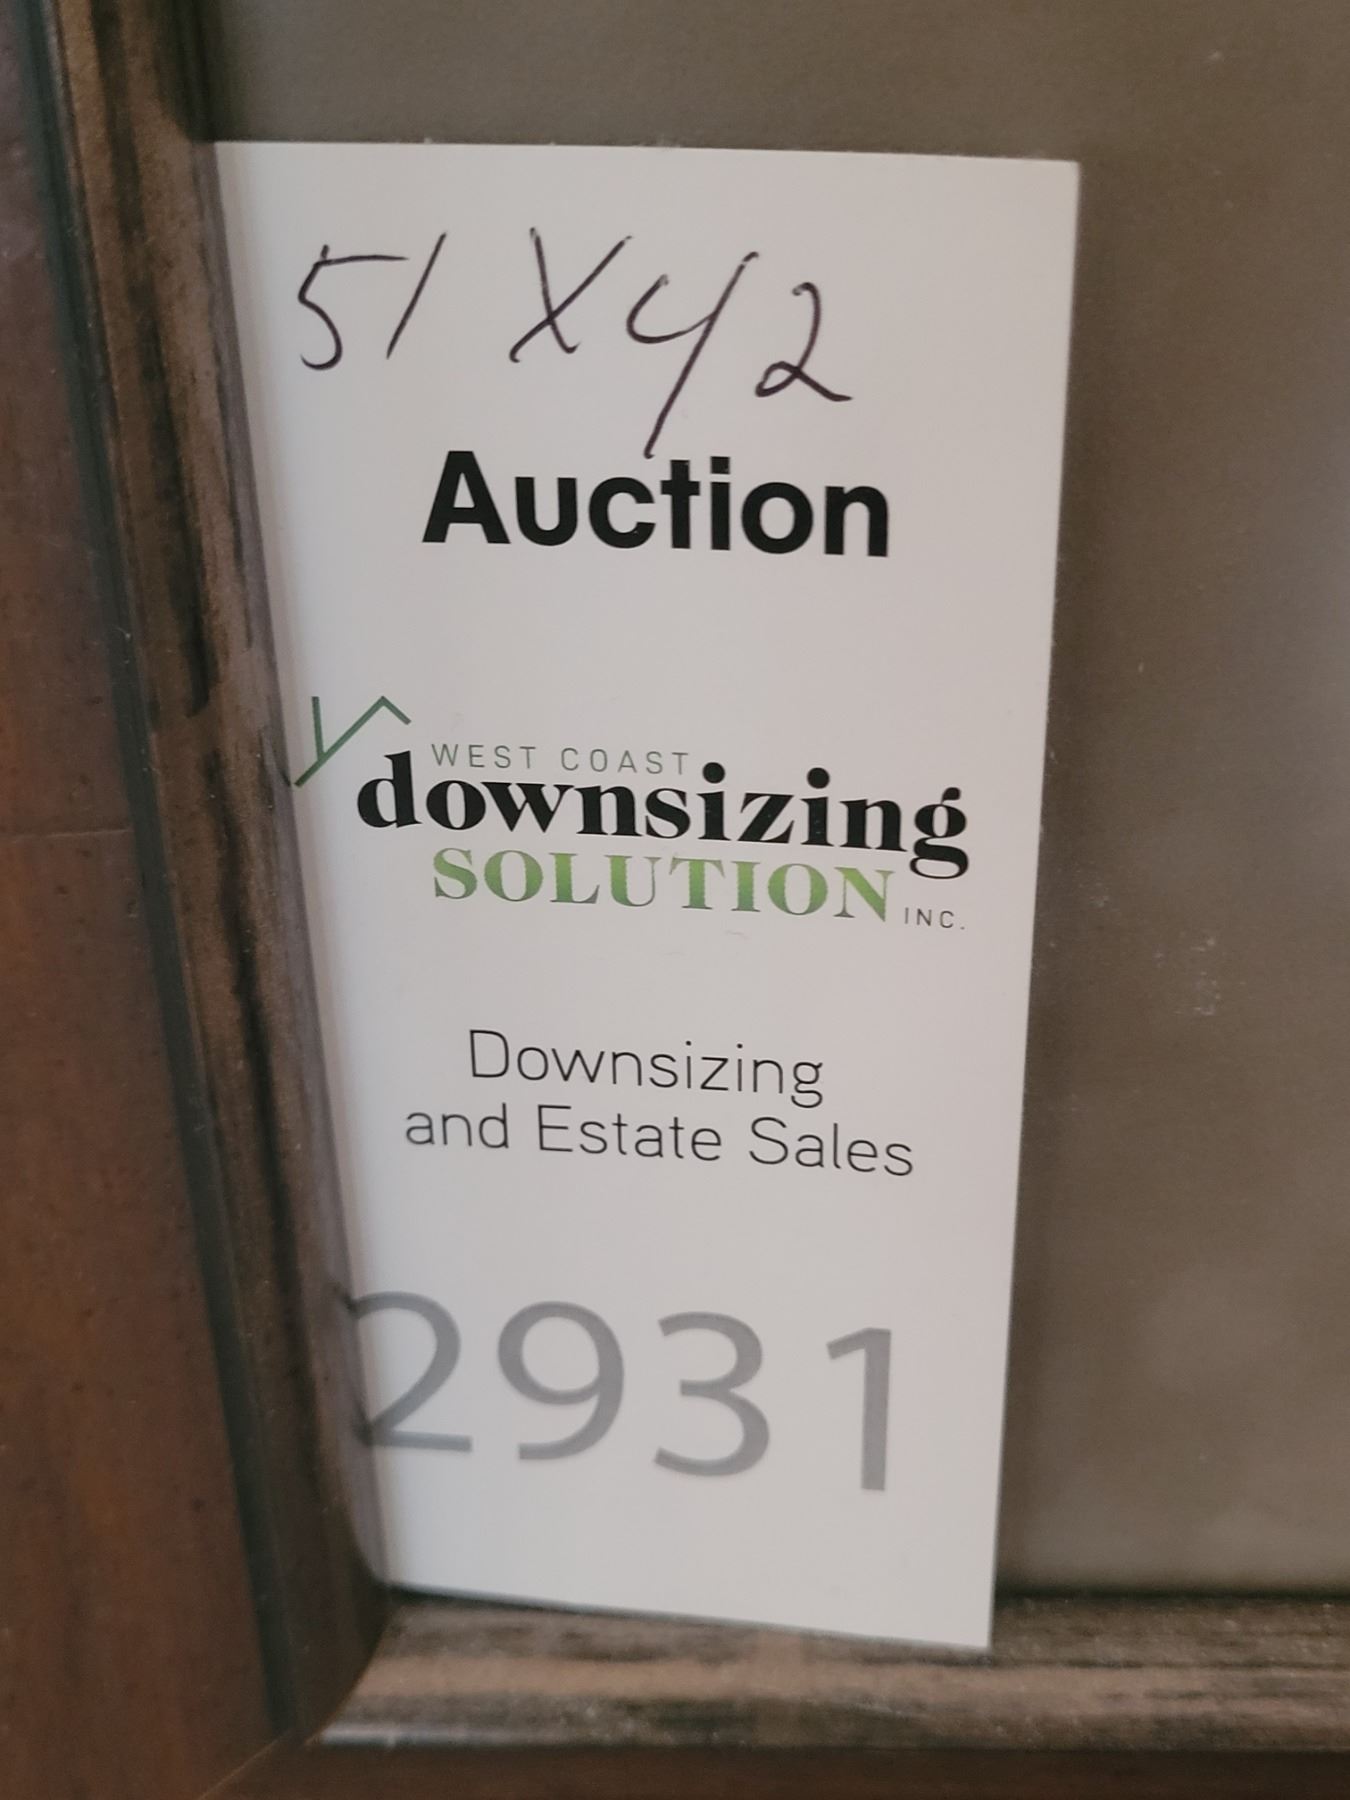 51 X 42
Auction
WEST COAST
downsizing
SOLUTION INC.
Downsizing
and Estate Sales
2931